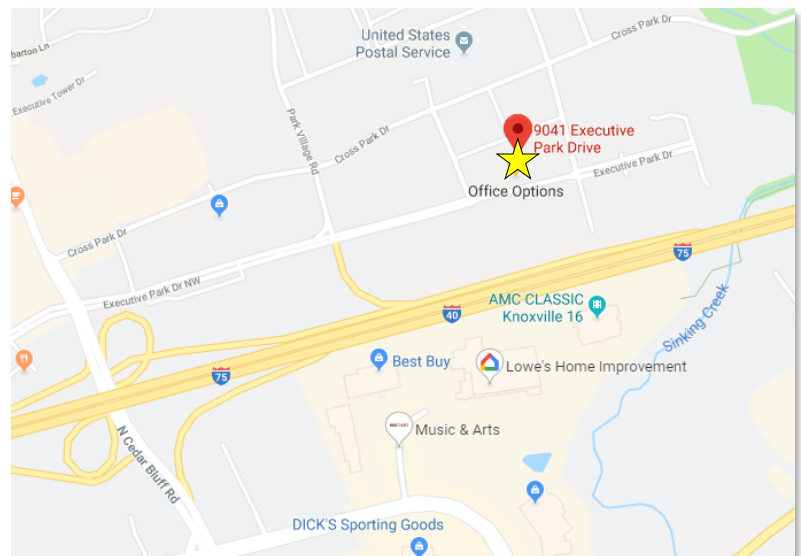 United States
Postal Service
Cross Park Dr
barton Ln
Executive Tower Dr
Park Village Rd
Cross Park Dr
9041 Executive
Park Drive
Executive Park Dr
Office Options
Cross Park Dr
75
Executive Park Dr NW
AMC CLASSIC
Knoxville 16
40
Sinking Creek
Best Buy
Lowe's Home Improvement
75
Music & Arts
N Cedar Bluff Rd
DICK'S Sporting Goods